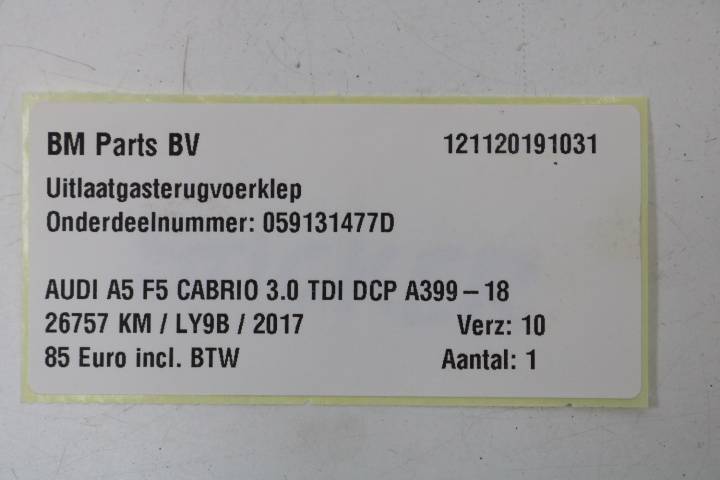 BM Parts BV 121120191031
Uitlaatgasterugvoerklep
Onderdeelnummer: 059131477D
AUDI A5 F5 CABRIO 3.0 TDI DCP A399 – 18
26757 KM / LY9B / 2017 Verz: 10
85 Euro incl. BTW Aantal: 1